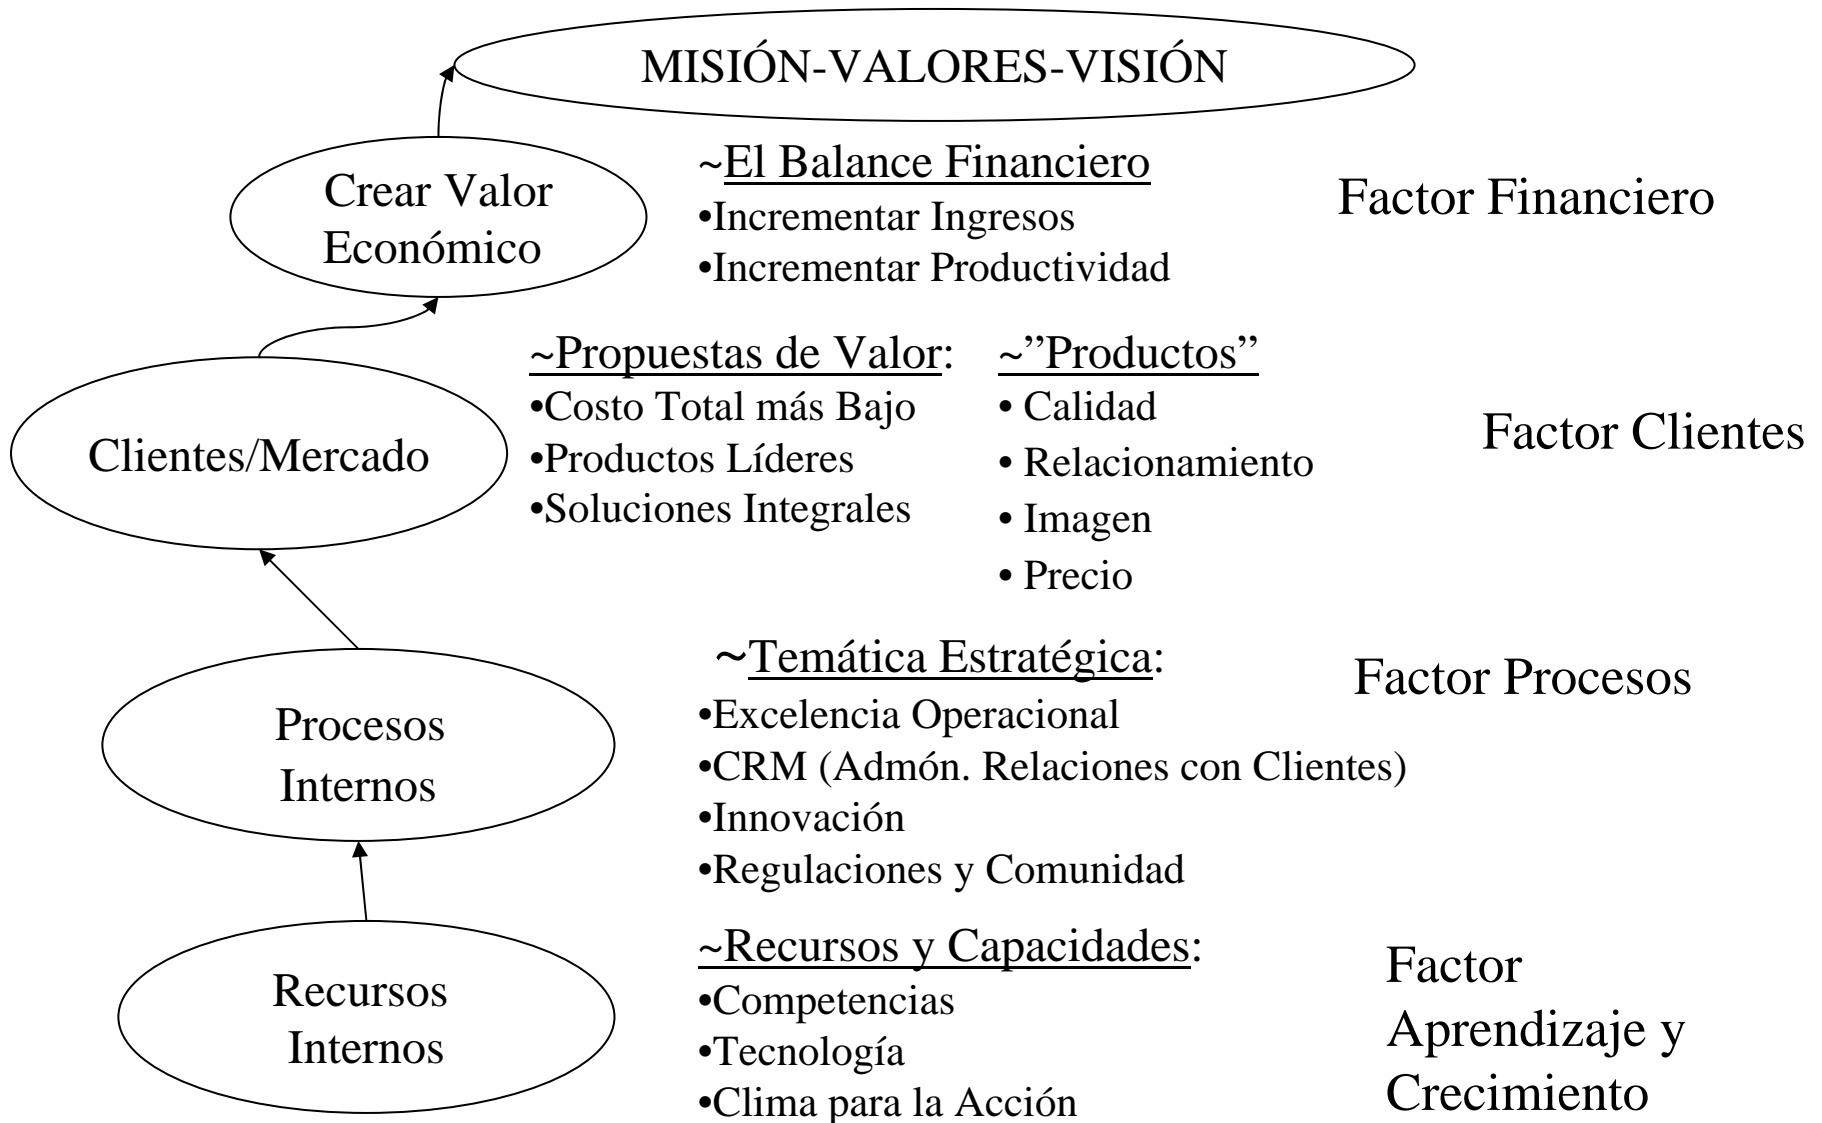 MISIÓN-VALORES-VISIÓN
Crear Valor
Económico
~El Balance Financiero
•Incrementar Ingresos
•Incrementar Productividad
Factor Financiero
Clientes/Mercado
~Propuestas de Valor:
•Costo Total más Bajo
•Productos Líderes
•Soluciones Integrales
~”Productos”
• Calidad
• Relacionamiento
• Imagen
• Precio
Factor Clientes
Procesos
Internos
~Temática Estratégica:
•Excelencia Operacional
•CRM (Admón. Relaciones con Clientes)
•Innovación
•Regulaciones y Comunidad
Factor Procesos
Recursos
Internos
~Recursos y Capacidades:
•Competencias
•Tecnología
•Clima para la Acción
Factor
Aprendizaje y
Crecimiento